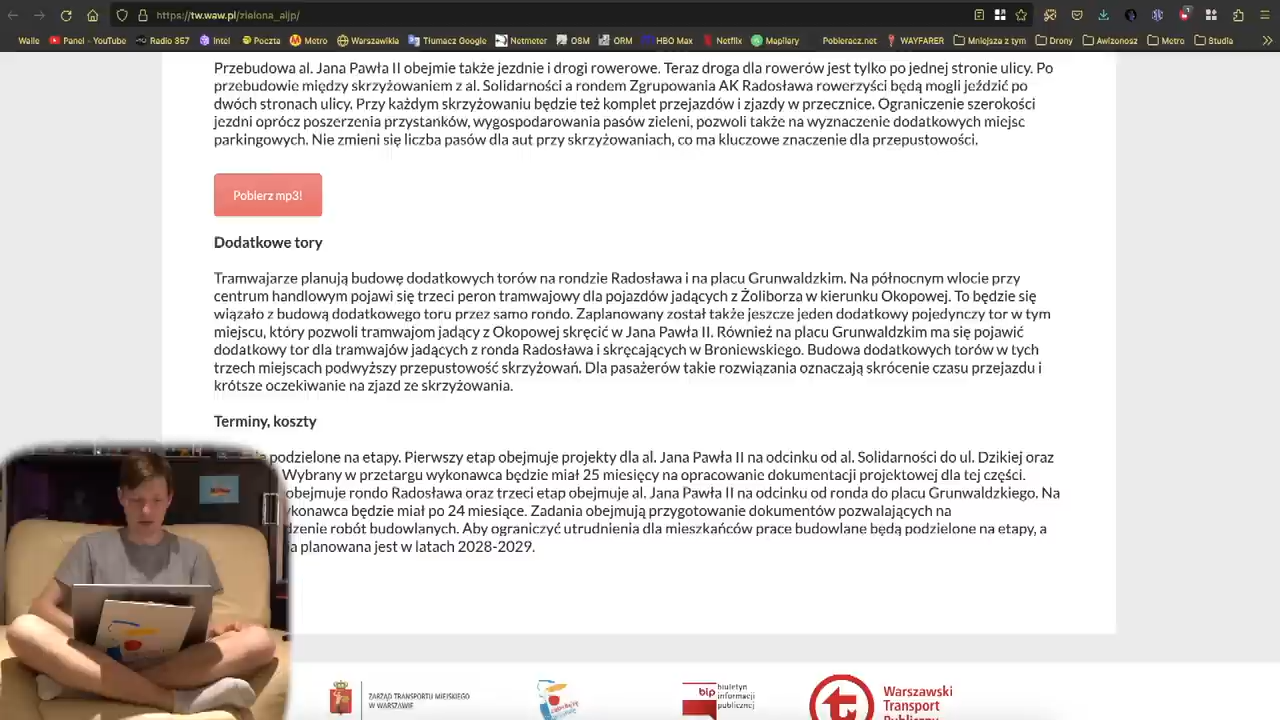 https://tw.waw.pl/zielona_aljp/
Walle
Panel - YouTube
Radio 357
Intel
Poczta
Metro
Warszawikia
Tłumacz Google
Netmeter
OSM
ORM
HBO Max
Netflix
Mapilary
Pobieracz.net
WAYFARER
Mniejsza z tym
Drony
Awizonosz
Metro
Studia
Przebudowa al. Jana Pawła II obejmie także jezdnie i drogi rowerowe. Teraz droga dla rowerów jest tylko po jednej stronie ulicy. Po
przebudowie między skrzyżowaniem z al. Solidarności a rondem Zgrupowania AK Radosława rowerzyści będą mogli jeździć po
dwóch stronach ulicy. Przy każdym skrzyżowaniu będzie też komplet przejazdów i zjazdy w przecznice. Ograniczenie szerokości
jezdni oprócz poszerzenia przystanków, wygospodarowania pasów zieleni, pozwoli także na wyznaczenie dodatkowych miejsc
parkingowych. Nie zmieni się liczba pasów dla aut przy skrzyżowaniach, co ma kluczowe znaczenie dla przepustowości.
Pobierz mp3!
Dodatkowe tory
Tramwajarze planują budowę dodatkowych torów na rondzie Radosława i na placu Grunwaldzkim. Na północnym wlocie przy
centrum handlowym pojawi się trzeci peron tramwajowy dla pojazdów jadących z Żoliborza w kierunku Okopowej. To będzie się
wiązało z budową dodatkowego toru przez samo rondo. Zaplanowany został także jeszcze jeden dodatkowy pojedynczy tor w tym
miejscu, który pozwoli tramwajom jadący z Okopowej skręcić w Jana Pawła II. Również na placu Grunwaldzkim ma się pojawić
dodatkowy tor dla tramwajów jadących z ronda Radosława i skręcających w Broniewskiego. Budowa dodatkowych torów w tych
trzech miejscach podwyższy przepustowość skrzyżowań. Dla pasażerów takie rozwiązania oznaczają skrócenie czasu przejazdu i
krótsze oczekiwanie na zjazd ze skrzyżowania.
Terminy, koszty
podzielone na etapy. Pierwszy etap obejmuje projekty dla al. Jana Pawła II na odcinku od al. Solidarności do ul. Dzikiej oraz
Wybrany w przetargu wykonawca będzie miał 25 miesięcy na opracowanie dokumentacji projektowej dla tej części.
obejmuje rondo Radosława oraz trzeci etap obejmuje al. Jana Pawła II na odcinku od ronda do placu Grunwaldzkiego. Na
ykonawca będzie miał po 24 miesiące. Zadania obejmują przygotowanie dokumentów pozwalających na
dzenie robót budowlanych. Aby ograniczyć utrudnienia dla mieszkańców prace budowlane będą podzielone na etapy, a
a planowana jest w latach 2028-2029.
ZARZĄD TRANSPORTU MIEJSKIEGO
W WARSZAWIE
bip
biuletyn
informacji
publicznej
Warszawski
Transport
Publiczny